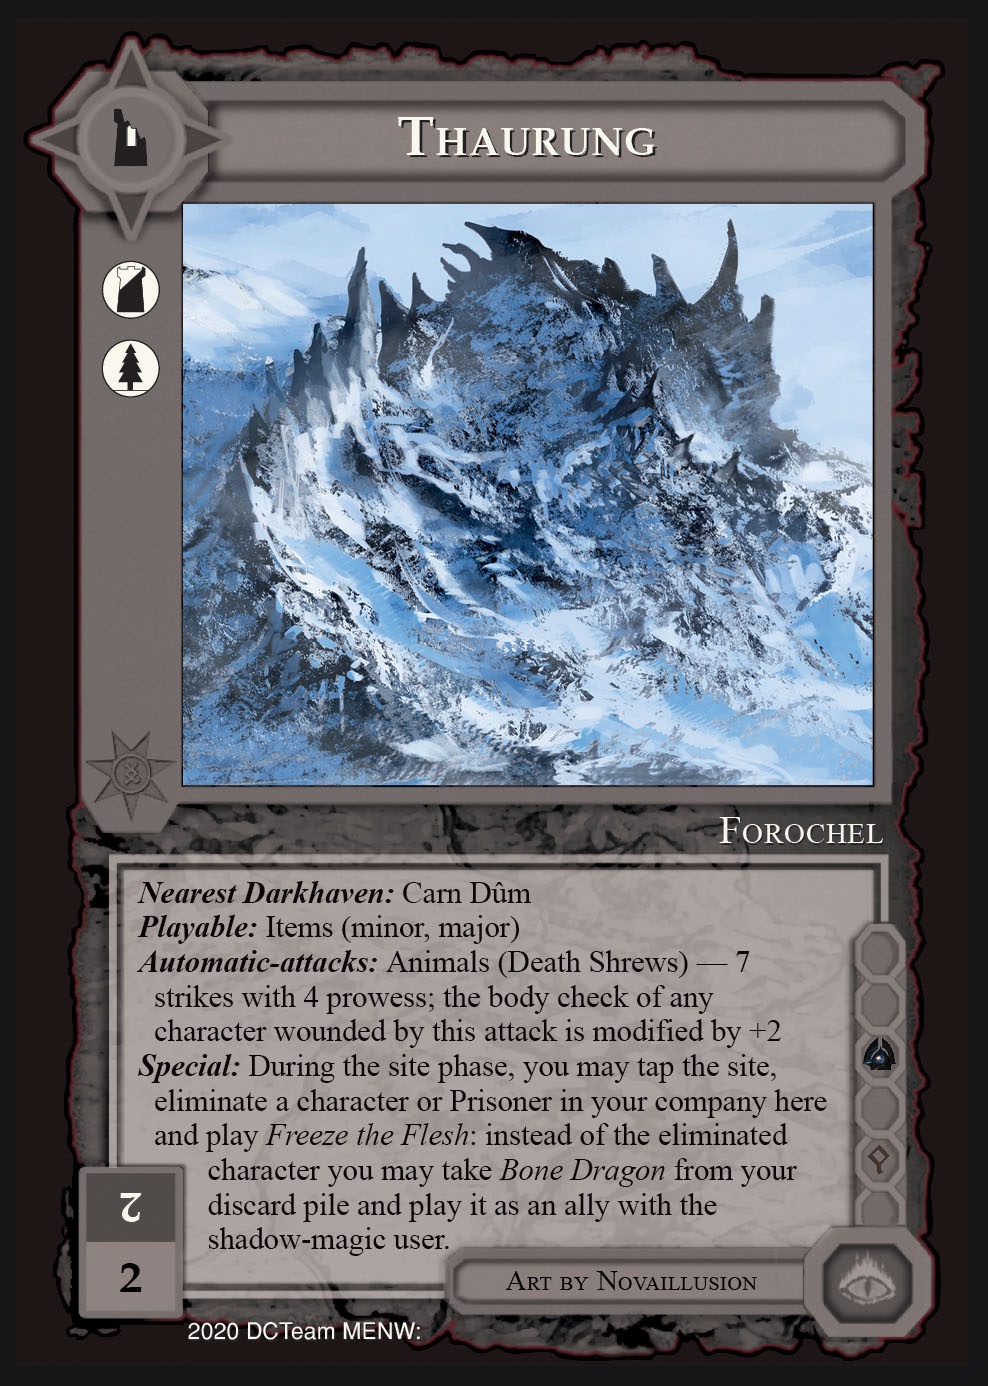 Thaurung
Forochel
Nearest Darkhaven: Carn Dûm
Playable: Items (minor, major)
Automatic-attacks: Animals (Death Shrews) — 7
strikes with 4 prowess; the body check of any
character wounded by this attack is modified by +2
Special: During the site phase, you may tap the site,
eliminate a character or Prisoner in your company here
and play Freeze the Flesh: instead of the eliminated
character you may take Bone Dragon from your
discard pile and play it as an ally with the
shadow-magic user.
2
2
Art by Novaillusion
2020 DCTeam MENW: